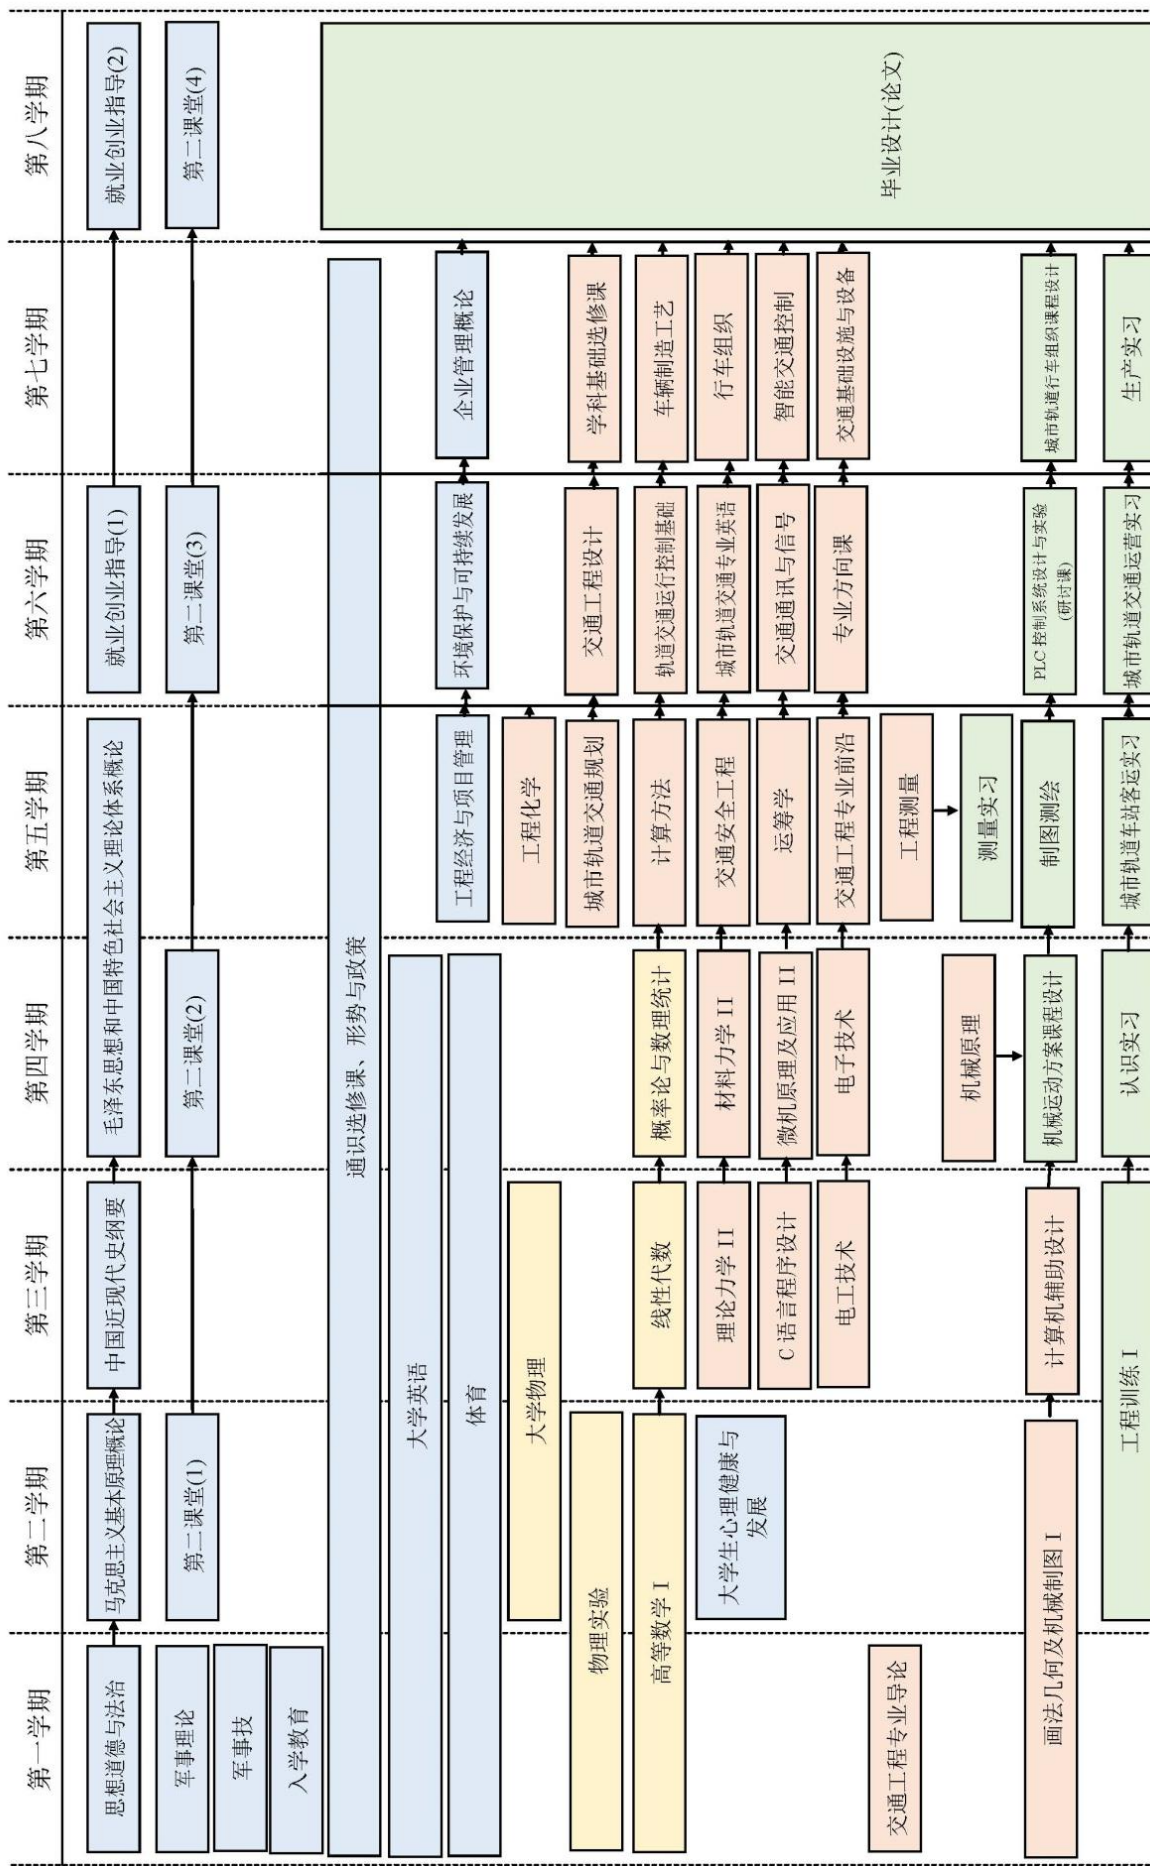 第一学期
第二学期
第三学期
第四学期
第五学期
第六学期
第七学期
第八学期
思想道德与法治
马克思主义基本原理概论
中国近现代史纲要
毛泽东思想和中国特色社会主义理论体系概论
就业创业指导(1)
就业创业指导(2)
军事理论
第二课堂(1)
第二课堂(2)
第二课堂(3)
第二课堂(4)
军事技
入学教育
通识选修课、形势与政策
大学英语
体育
工程经济与项目管理
环境保护与可持续发展
企业管理概论
大学物理
工程化学
物理实验
城市轨道交通规划
交通工程设计
学科基础选修课
高等数学 I
线性代数
概率论与数理统计
计算方法
轨道交通运行控制基础
车辆制造工艺
大学生心理健康与
发展
理论力学 II
材料力学 II
交通安全工程
城市轨道交通专业英语
行车组织
C 语言程序设计
微机原理及应用 II
运筹学
交通通讯与信号
智能交通控制
电工技术
电子技术
交通工程专业前沿
专业方向课
交通基础设施与设备
交通工程专业导论
工程测量
毕业设计(论文)
机械原理
测量实习
画法几何及机械制图 I
计算机辅助设计
机械运动方案课程设计
制图测绘
PLC 控制系统设计与实验
(研讨课)
城市轨道行车组织课程设计
工程训练 I
认识实习
城市轨道车站客运实习
城市轨道交通运营实习
生产实习